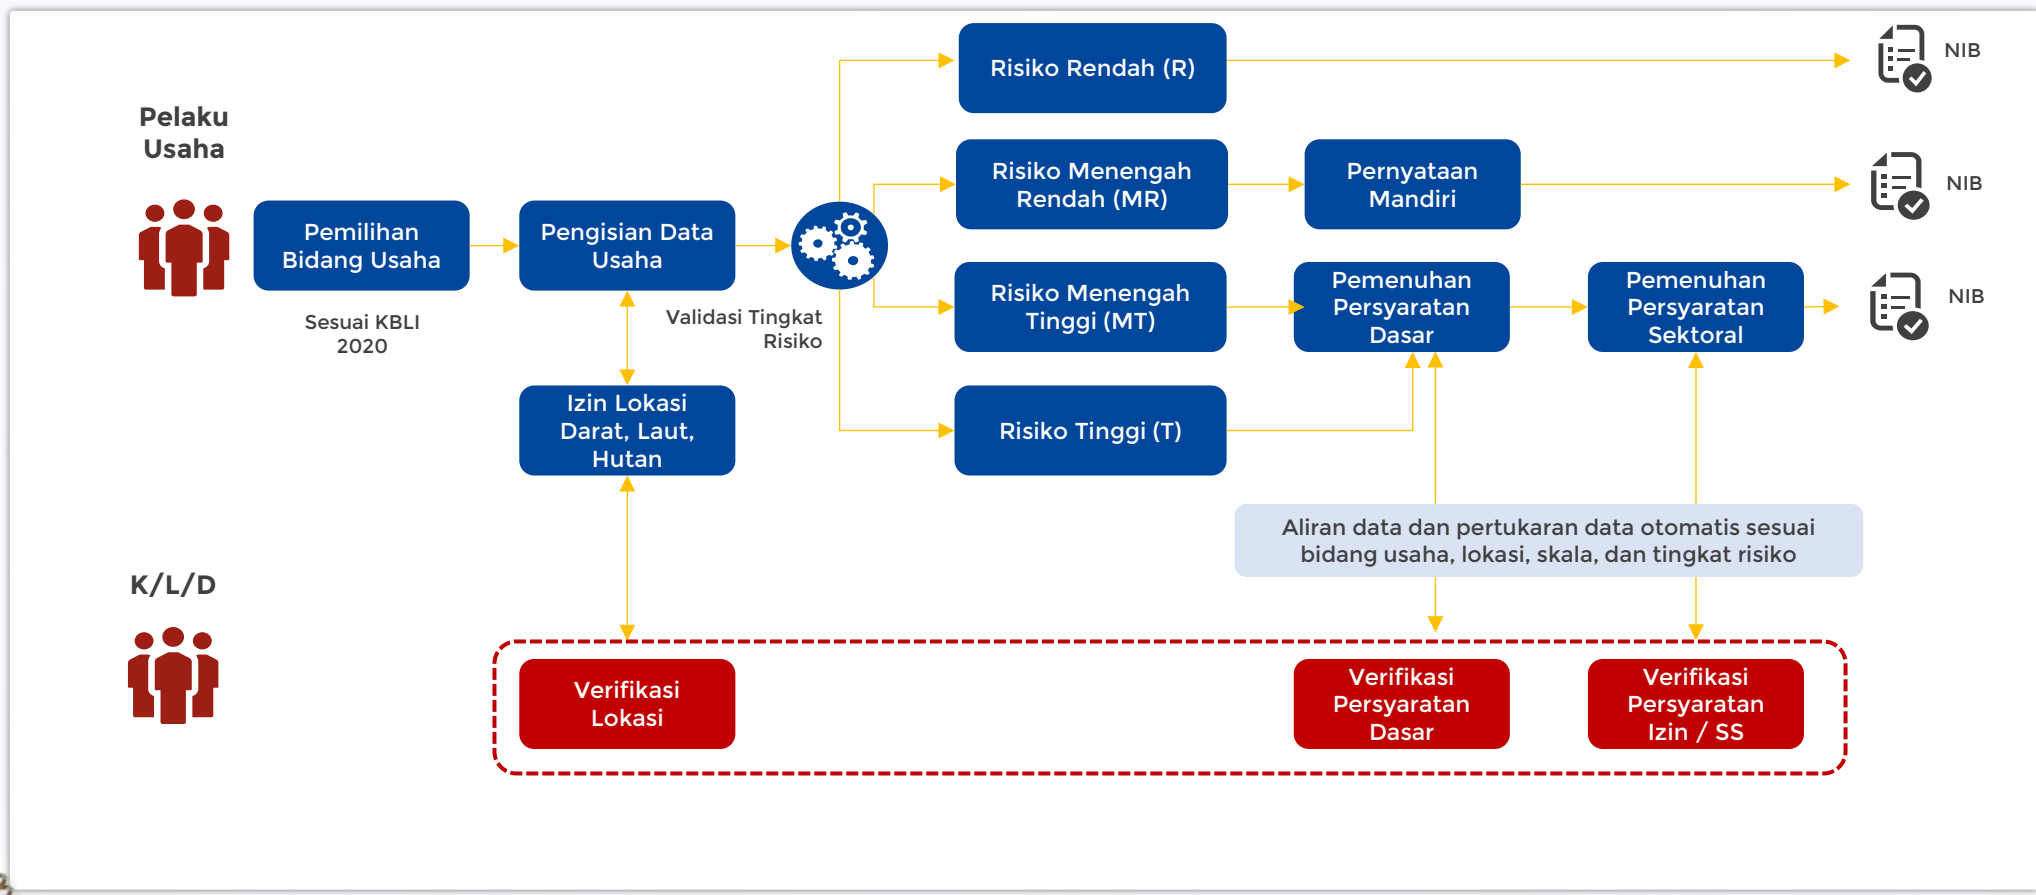 Risiko Rendah (R)
NIB
Pelaku
Usaha
Risiko Menengah
Rendah (MR)
Pernyataan
Mandiri
NIB
Pemilihan
Bidang Usaha
Pengisian Data
Usaha
Sesuai KBLI
2020
Validasi Tingkat
Risiko
Risiko Menengah
Tinggi (MT)
Pemenuhan
Persyaratan
Dasar
Pemenuhan
Persyaratan
Sektoral
NIB
Izin Lokasi
Darat, Laut,
Hutan
Risiko Tinggi (T)
Aliran data dan pertukaran data otomatis sesuai
bidang usaha, lokasi, skala, dan tingkat risiko
K/L/D
Verifikasi
Lokasi
Verifikasi
Persyaratan
Dasar
Verifikasi
Persyaratan
Izin / SS